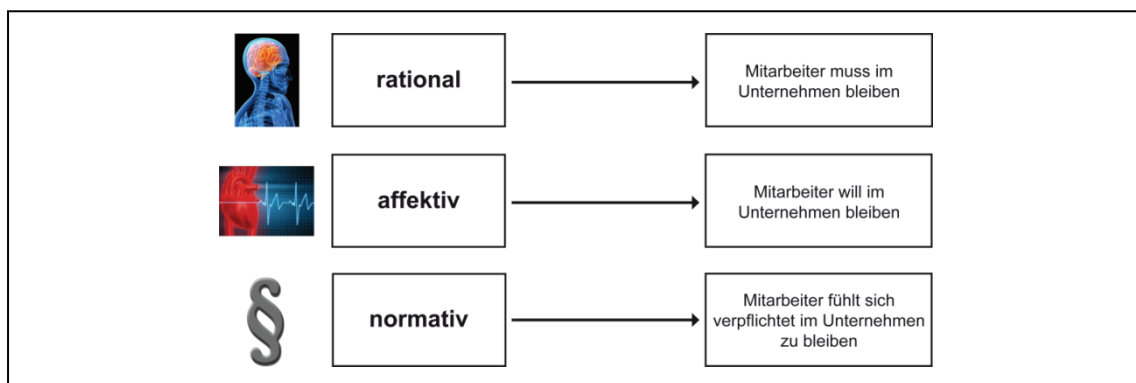 rational
Mitarbeiter muss im
Unternehmen bleiben
affektiv
Mitarbeiter will im
Unternehmen bleiben
§
normativ
Mitarbeiter fühlt sich
verpflichtet im Unternehmen
zu bleiben